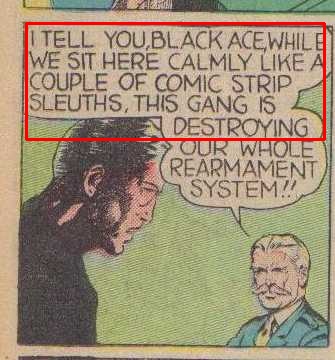 I TELL YOU, BLACK ACE, WHILE
WE SIT HERE CALMLY LIKE A
COUPLE OF COMIC STRIP
SLEUTHS, THIS GANG IS
DESTROYING
OUR WHOLE
REARMAMENT
SYSTEM!!